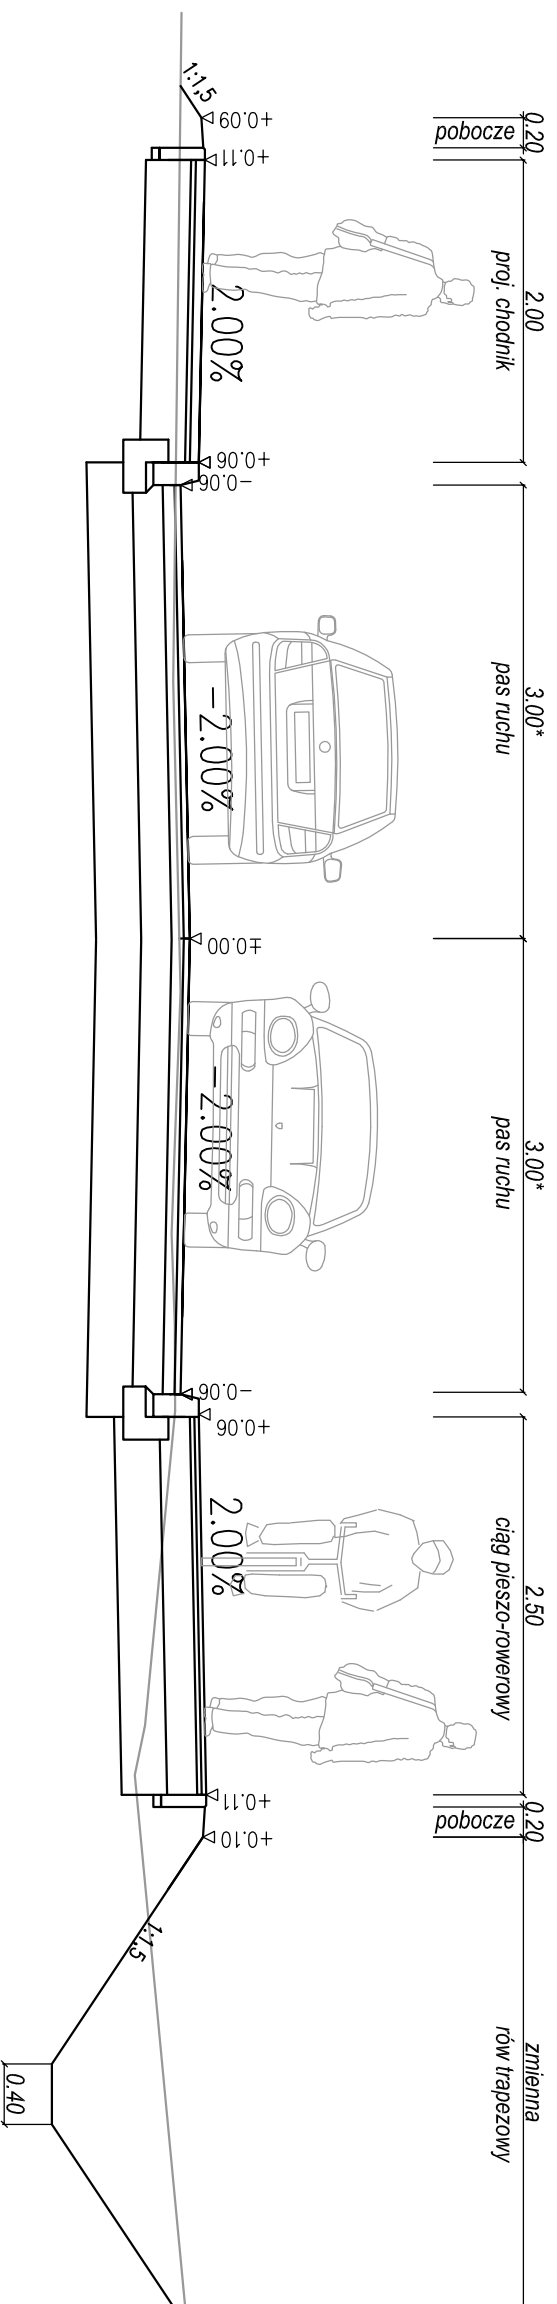 0.20
pobocze
2.00
proj. chodnik
3.00*
pas ruchu
3.00*
pas ruchu
2.50
ciąg pieszo-rowerowy
0.20
pobocze
zmienna
rów trapezowy
1:1,5
+0.09
+0.11
2.00%
+0.06
-0.06
-2.00%
±0.00
-2.00%
-0.06
+0.06
2.00%
+0.11
+0.10
1:1.5
0.40